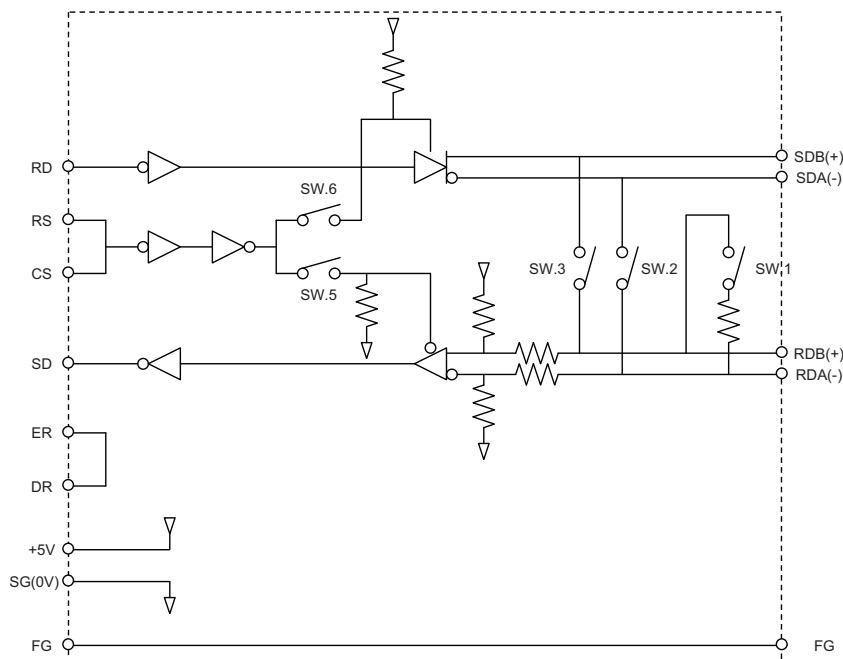 RD
SDB(+)
SDA(-)
SW.6
RS
SW.3
SW.2
SW.1
CS
SW.5
SD
RDB(+)
RDA(-)
ER
DR
+5V
SG(0V)
FG
FG